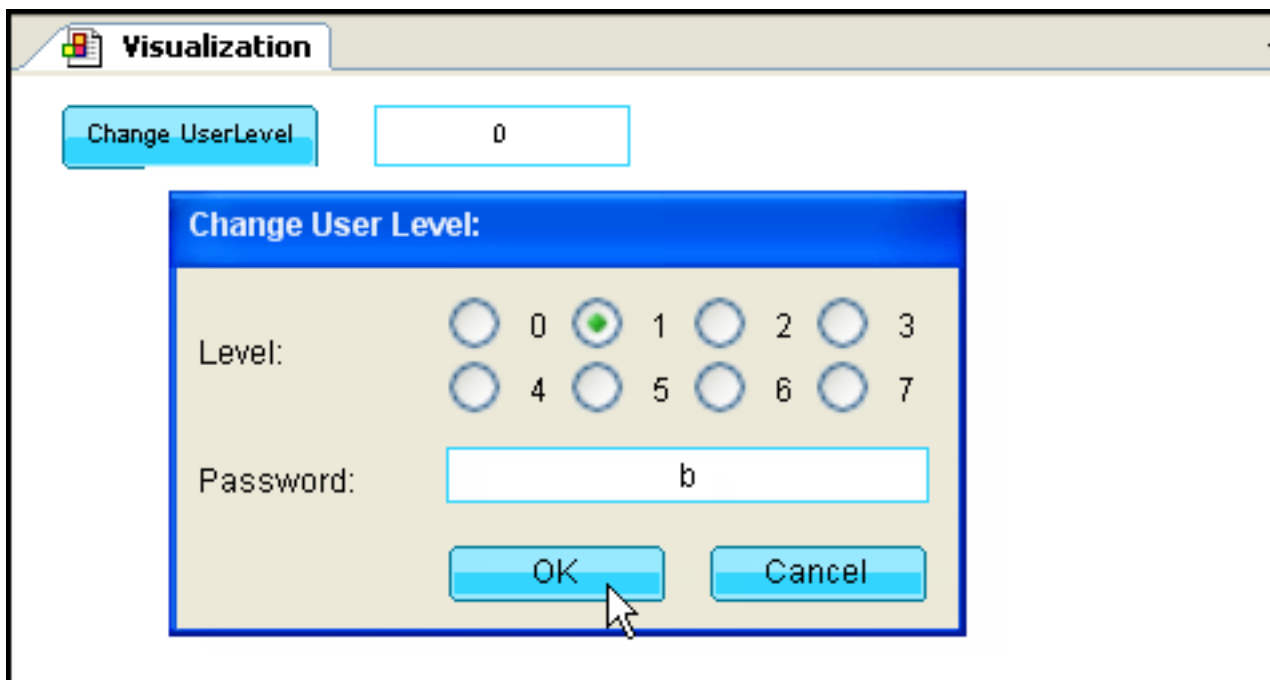 Visualization
Change UserLevel 0
Change User Level:
0 1 2 3
Level:
4 5 6 7
Password: b
OK Cancel